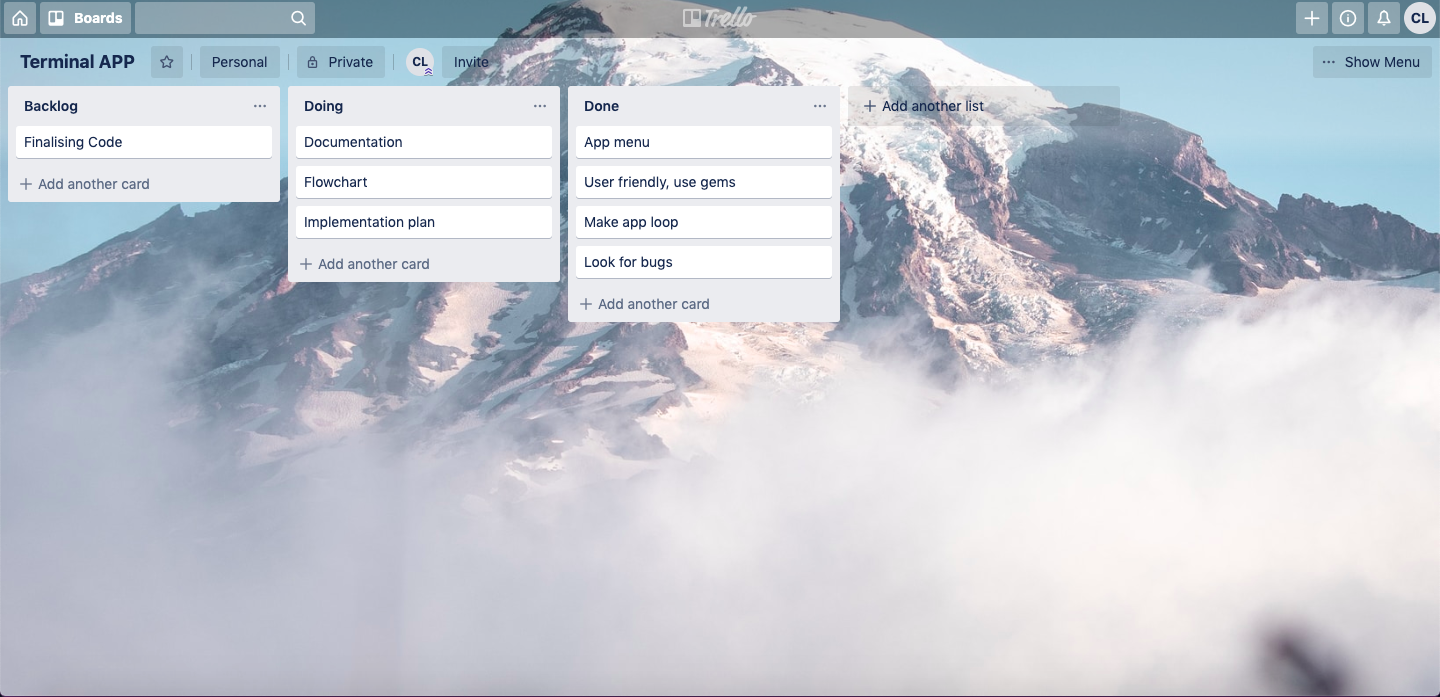 Boards
Trello
CL
Terminal APP
Personal
Private
CL
Invite
Show Menu
Backlog
Finalising Code
Add another card
Doing
Documentation
Flowchart
Implementation plan
Add another card
Done
App menu
User friendly, use gems
Make app loop
Look for bugs
Add another card
Add another list